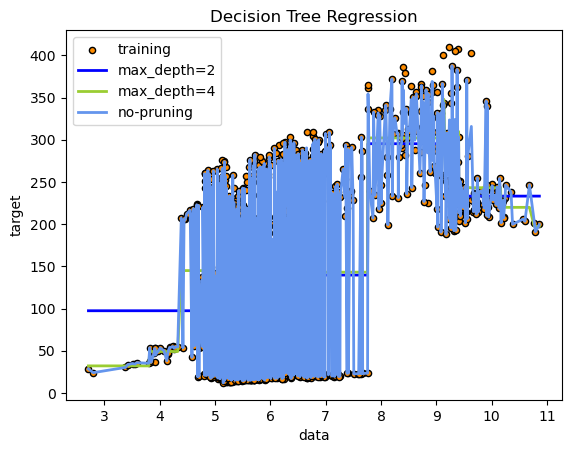 Decision Tree Regression
training
max_depth=2
max_depth=4
no-pruning
target
400
350
300
250
200
150
100
50
0
3 4 5 6 7 8 9 10 11
data